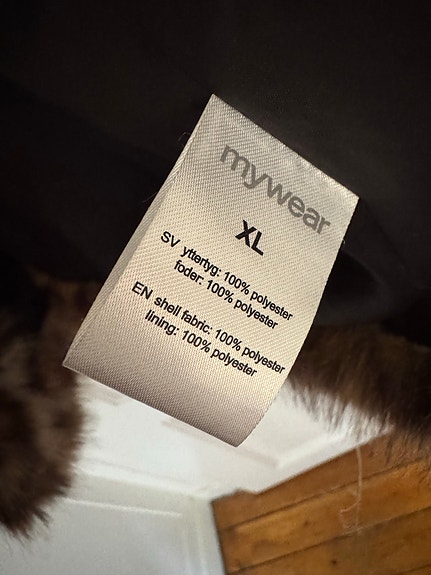 mywear
XL
SV yttertyg: 100% polyester
foder: 100% polyester
EN shell fabric: 100% polyester
lining: 100% polyester